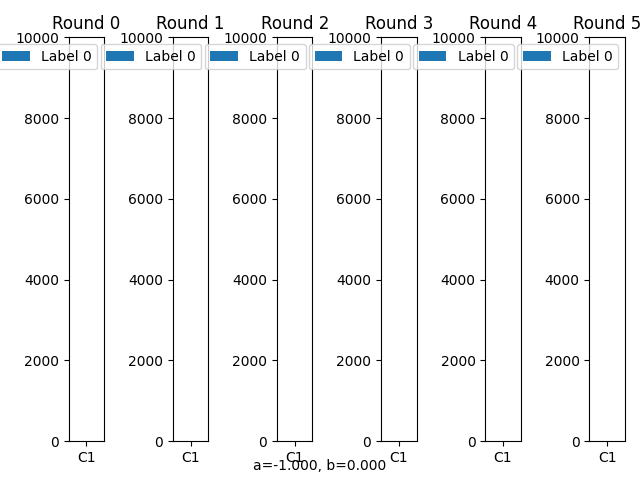 Round 0 Round 1 Round 2 Round 3 Round 4 Round 5
10000 10000 10000 10000 10000 10000
Label 0 Label 0 Label 0 Label 0 Label 0 Label 0
8000 8000 8000 8000 8000 8000
6000 6000 6000 6000 6000 6000
4000 4000 4000 4000 4000 4000
2000 2000 2000 2000 2000 2000
0 0 0 0 0 0
C1 C1 C1 C1 C1 C1
a=-1.000, b=0.000